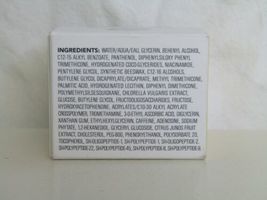 INGREDIENTS: WATER/AQUA/EAU, GLYCERIN, BEHENYL ALCOHOL,
C12-15 ALKYL BENZOATE, PANTHENOL, DIPHENYLSILOXY PHENYL
TRIMETHICONE, HYDROGENATED COCO-GLYCERIDES, NIACINAMIDE,
PENTYLENE GLYCOL, SYNTHETIC BEESWAX, C12-16 ALCOHOLS,
BUTYLENE GLYCOL DICAPRYLATE/DICAPRATE, METHYL TRIMETHICONE,
PALMITIC ACID, HYDROGENATED LECITHIN, DIPHENYL DIMETHICONE,
POLYMETHYLSILSESQUIOXANE, CHLORELLA VULGARIS EXTRACT,
GLUCOSE, BUTYLENE GLYCOL, FRUCTOOLIGOSACCHARIDES, FRUCTOSE,
HYDROXYACETOPHENONE, ACRYLATES/C10-30 ALKYL ACRYLATE
CROSSPOLYMER, TROMETHAMINE, 3-O-ETHYL ASCORBIC ACID, DIGLYCERIN,
XANTHAN GUM, ETHYLHEXYLGLYCERIN, CAFFEINE, ADENOSINE, SODIUM
PHYTATE, 1,2-HEXANEDIOL, GLYCERIN, GLUCOSIDE, CITRUS JUNOS FRUIT
EXTRACT, CHOLESTEROL, PEG-800, PHENOXYETHANOL, POLYSORBATE 20,
TOCOPHEROL, SH-OLIGOPEPTIDE-1, SH-OLIGOPEPTIDE-2, SH-POLYPEPTIDE-1,
SH-POLYPEPTIDE-22, SH-POLYPEPTIDE-45, SH-POLYPEPTIDE-